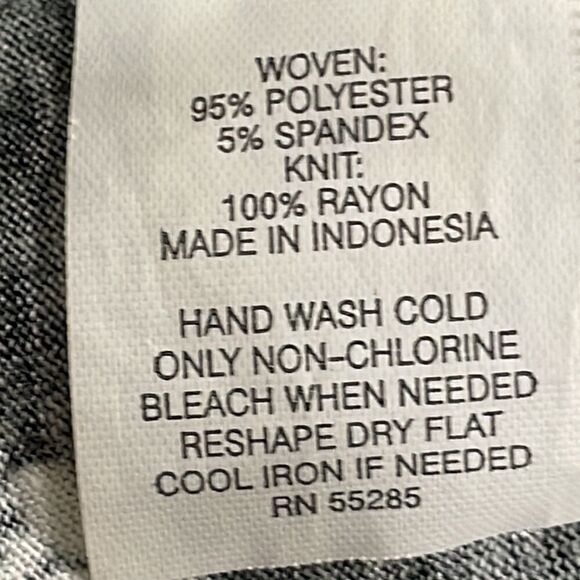 WOVEN:
95% POLYESTER
5% SPANDEX
KNIT:
100% RAYON
MADE IN INDONESIA
HAND WASH COLD
ONLY NON-CHLORINE
BLEACH WHEN NEEDED
RESHAPE DRY FLAT
COOL IRON IF NEEDED
RN 55285